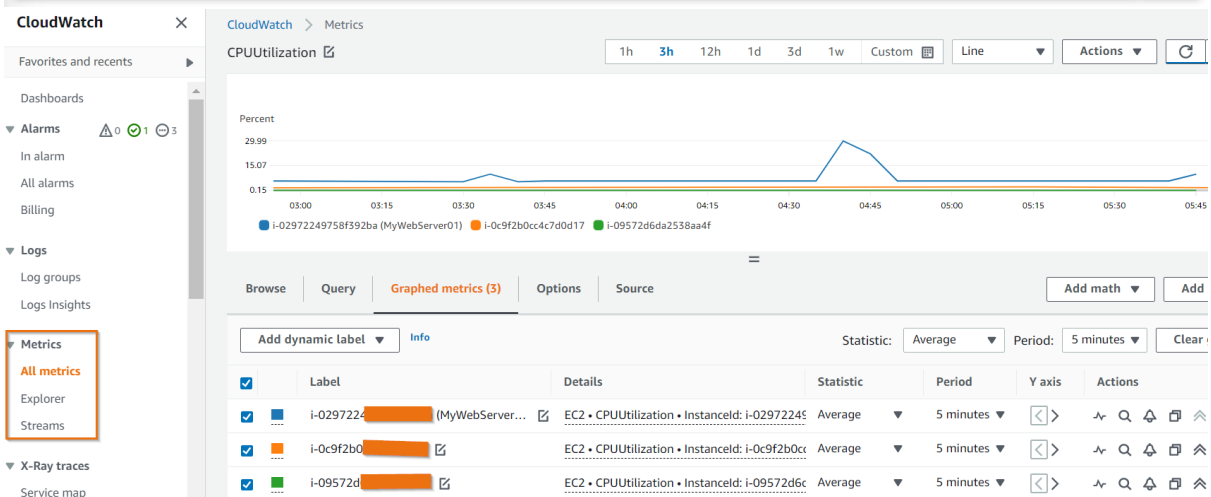 CloudWatch
Favorites and recents
Dashboards
Alarms 0 1 3
In alarm
All alarms
Billing
Logs
Log groups
Logs Insights
Metrics
All metrics
Explorer
Streams
X-Ray traces
Service map
CloudWatch > Metrics
CPUUtilization
1h 3h 12h 1d 3d 1w Custom Line Actions
Percent
29.99
15.07
0.15
03:00 03:15 03:30 03:45 04:00 04:15 04:30 04:45 05:00 05:15 05:30 05:45
i-02972249758f392ba (MyWebServer01) i-0c9f2b0cc4c7d0d17 i-09572d6da2538aa4f
Browse Query Graphed metrics (3) Options Source Add math Add
Add dynamic label Info Statistic: Average Period: 5 minutes Clear
Label Details Statistic Period Y axis Actions
i-0297224 (MyWebServer... EC2 • CPUUtilization • InstanceId: i-02972249 Average 5 minutes
i-0c9f2b0 EC2 • CPUUtilization • InstanceId: i-0c9f2b0cc Average 5 minutes
i-09572d EC2 • CPUUtilization • InstanceId: i-09572d6d Average 5 minutes